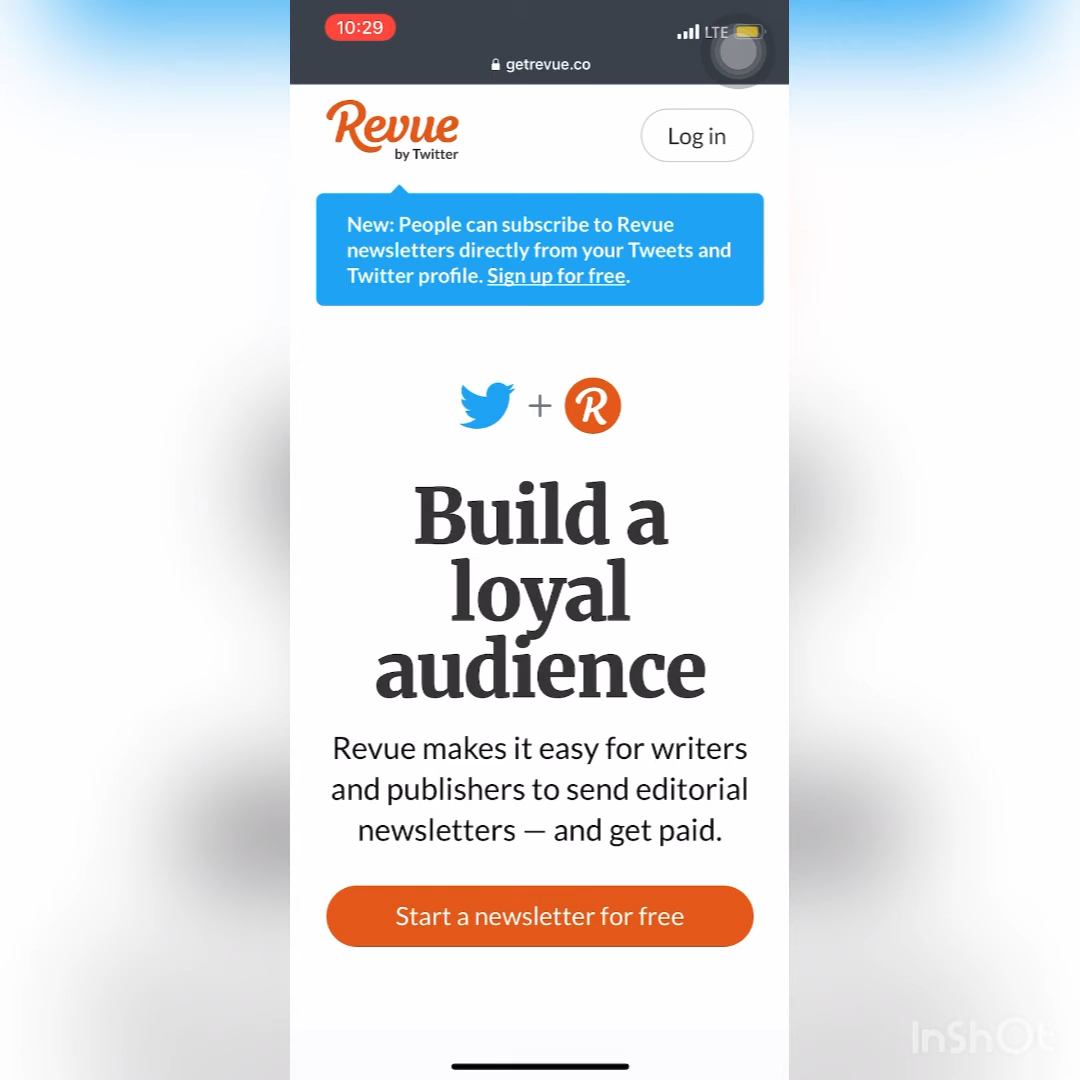 10:29
LTE
getrevue.co
Revue
by Twitter
Log in
New: People can subscribe to Revue
newsletters directly from your Tweets and
Twitter profile. Sign up for free.
+ R
Build a
loyal
audience
Revue makes it easy for writers
and publishers to send editorial
newsletters — and get paid.
Start a newsletter for free
InShOt